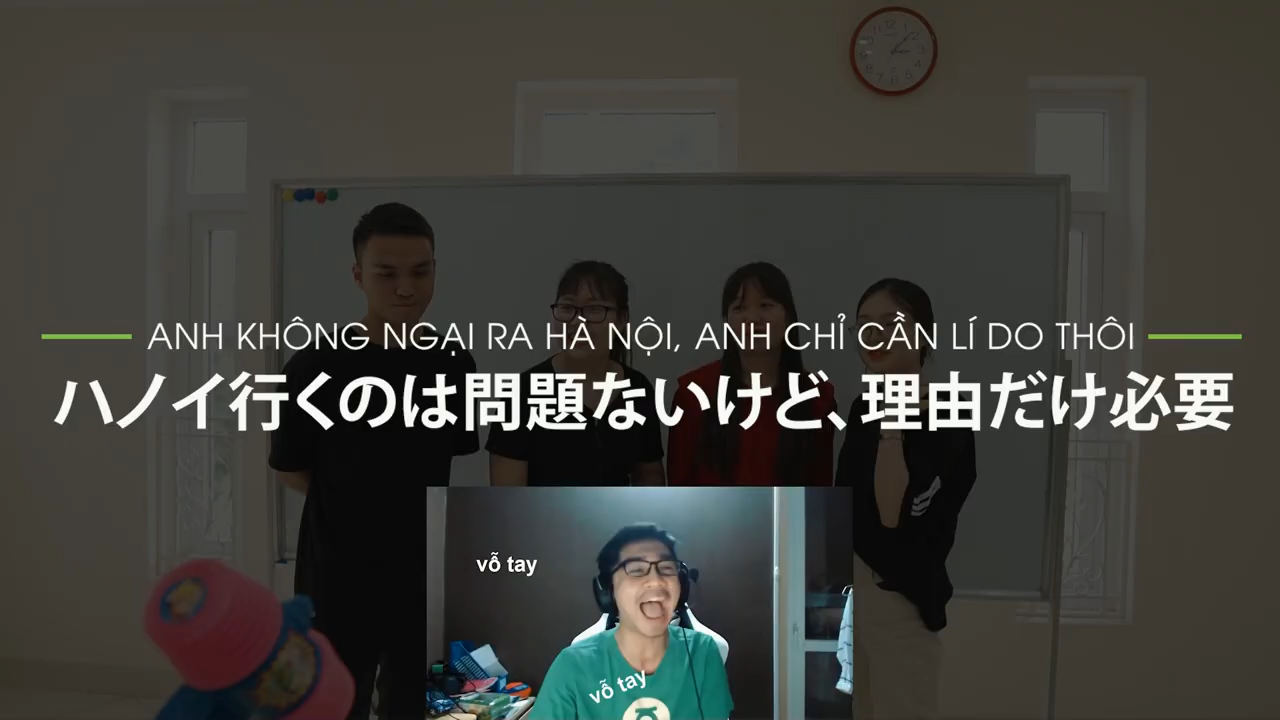 ANH KHÔNG NGẠI RA HÀ NỘI, ANH CHỈ CẦN LÍ DO THÔI
ハノイ行くのは問題ないけど、理由だけ必要
vỗ tay
vỗ tay